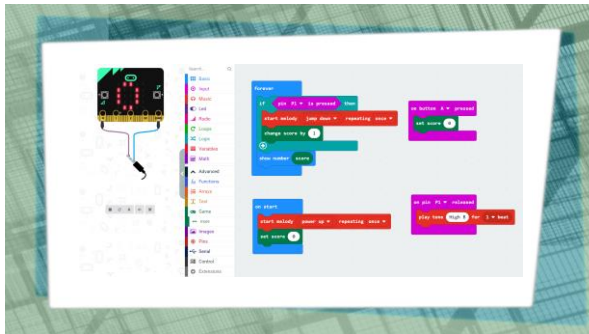 Search...
Basic
Input
Music
Led
Radio
Loops
Logic
Variables
Math
Advanced
Functions
Arrays
Text
Game
Images
Pins
Serial
Control
Extensions
forever
if pin P1 is pressed then
start melody jump down repeating once
change score by 1
show number score
on button A pressed
set score 0
on start
start melody power up repeating once
set score 0
on pin P1 released
play tone High B for 1 beat